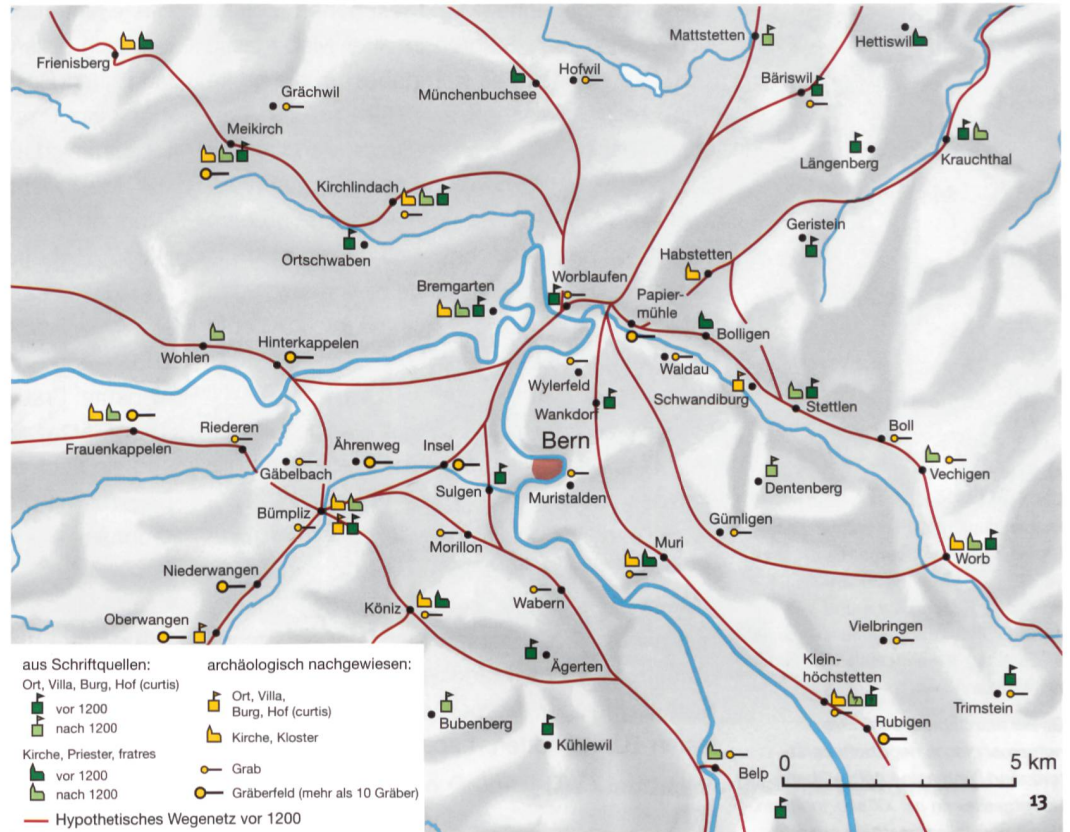 Mattstetten
Hettiswil
Frienisberg
Hofwil
Bäriswil
Grächwil
Münchenbuchsee
Meikirch
Längenberg
Krauchthal
Kirchlindach
Geristein
Ortschwaben
Habstetten
Bremgarten
Worblaufen
Papier-
mühle
Bolligen
Hinterkappelen
Wohlen
Waldau
Wylerfeld
Schwandiburg
Wankdorf
Stettlen
Riederen
Boll
Frauenkappelen
Ährenweg
Insel
Bern
Gäbelbach
Vechigen
Sulgen
Muristalden
Dentenberg
Bümpliz
Gümligen
Morillon
Muri
Worb
Niederwangen
Köniz
Wabern
Oberwangen
Vielbringen
Klein-
höchstetten
Ägerten
Trimstein
Bubenberg
Rubigen
Kühlewil
Belp
0 5 km
13
aus Schriftquellen:
Ort, Villa, Burg, Hof (curtis)
vor 1200
nach 1200
Kirche, Priester, fratres
vor 1200
nach 1200
archäologisch nachgewiesen:
Ort, Villa,
Burg, Hof (curtis)
Kirche, Kloster
Grab
Gräberfeld (mehr als 10 Gräber)
Hypothetisches Wegenetz vor 1200